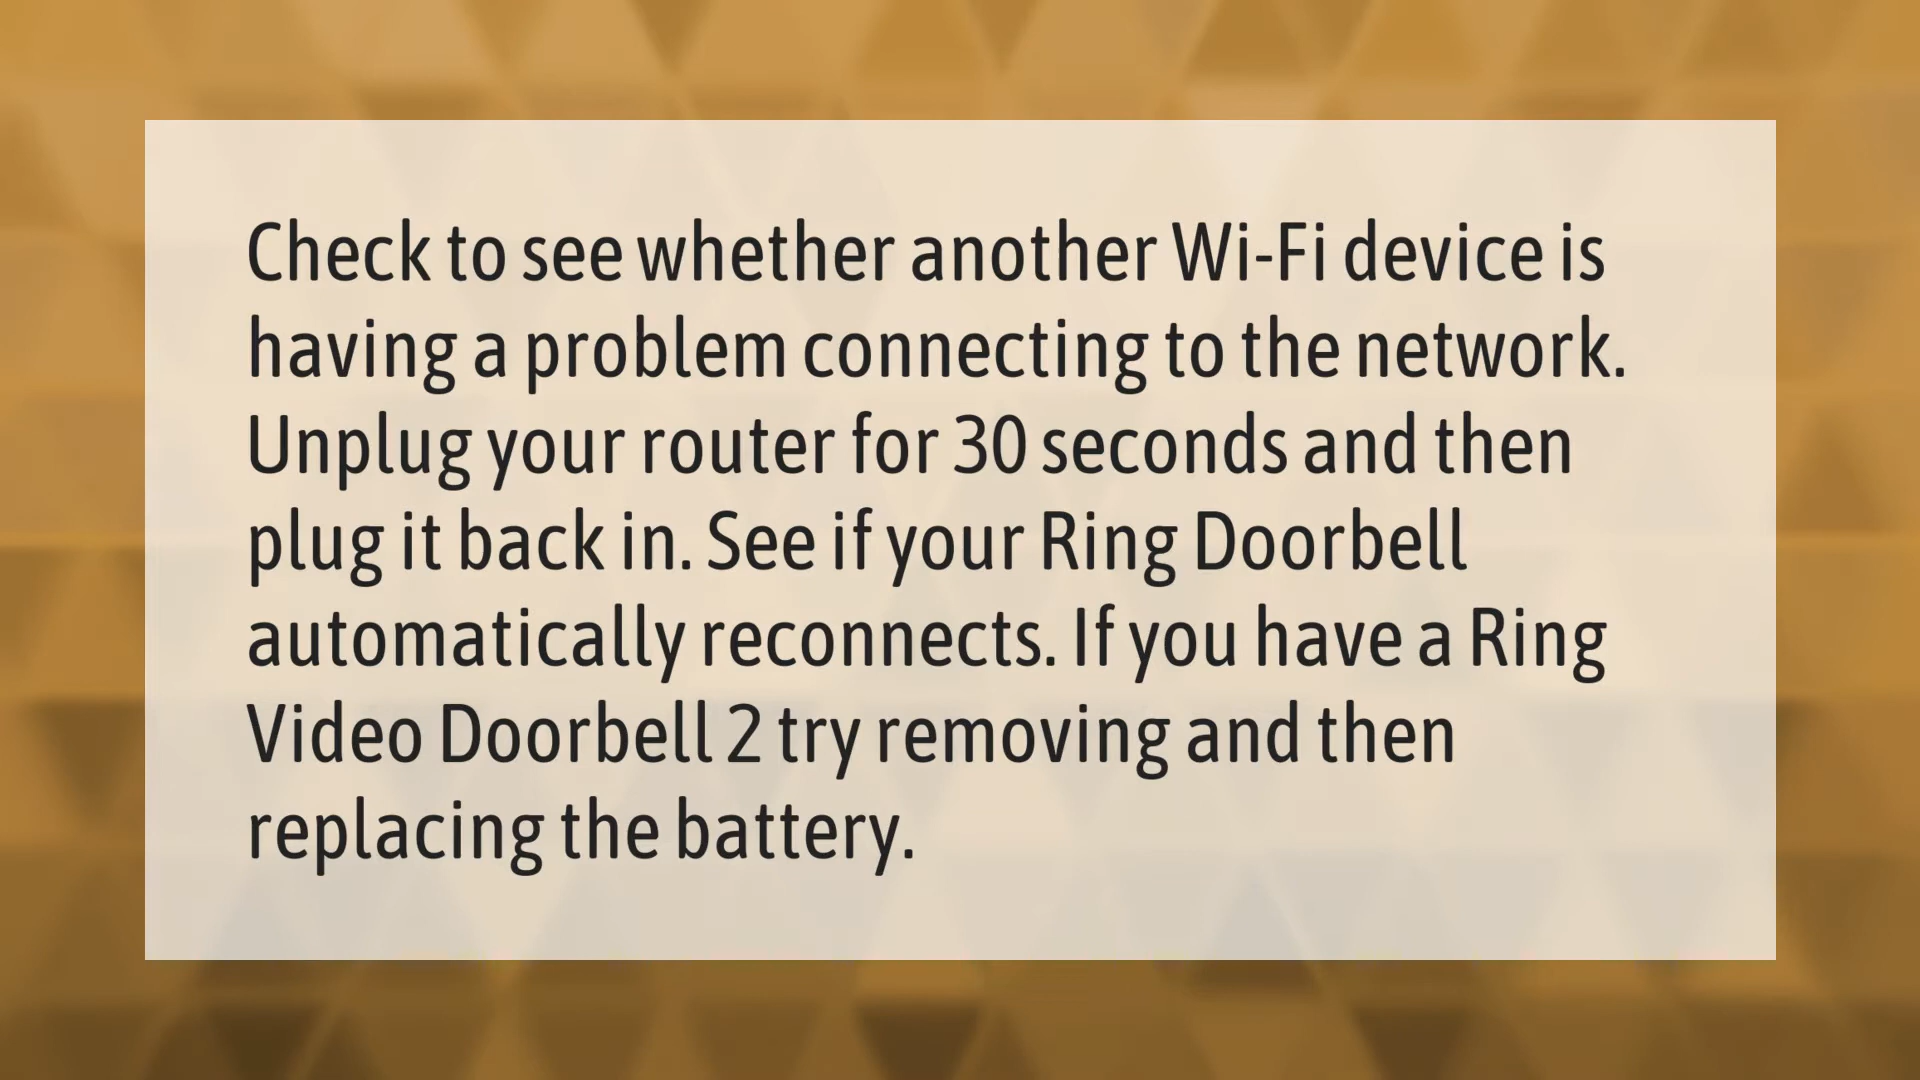 Check to see whether another Wi-Fi device is
having a problem connecting to the network.
Unplug your router for 30 seconds and then
plug it back in. See if your Ring Doorbell
automatically reconnects. If you have a Ring
Video Doorbell 2 try removing and then
replacing the battery.